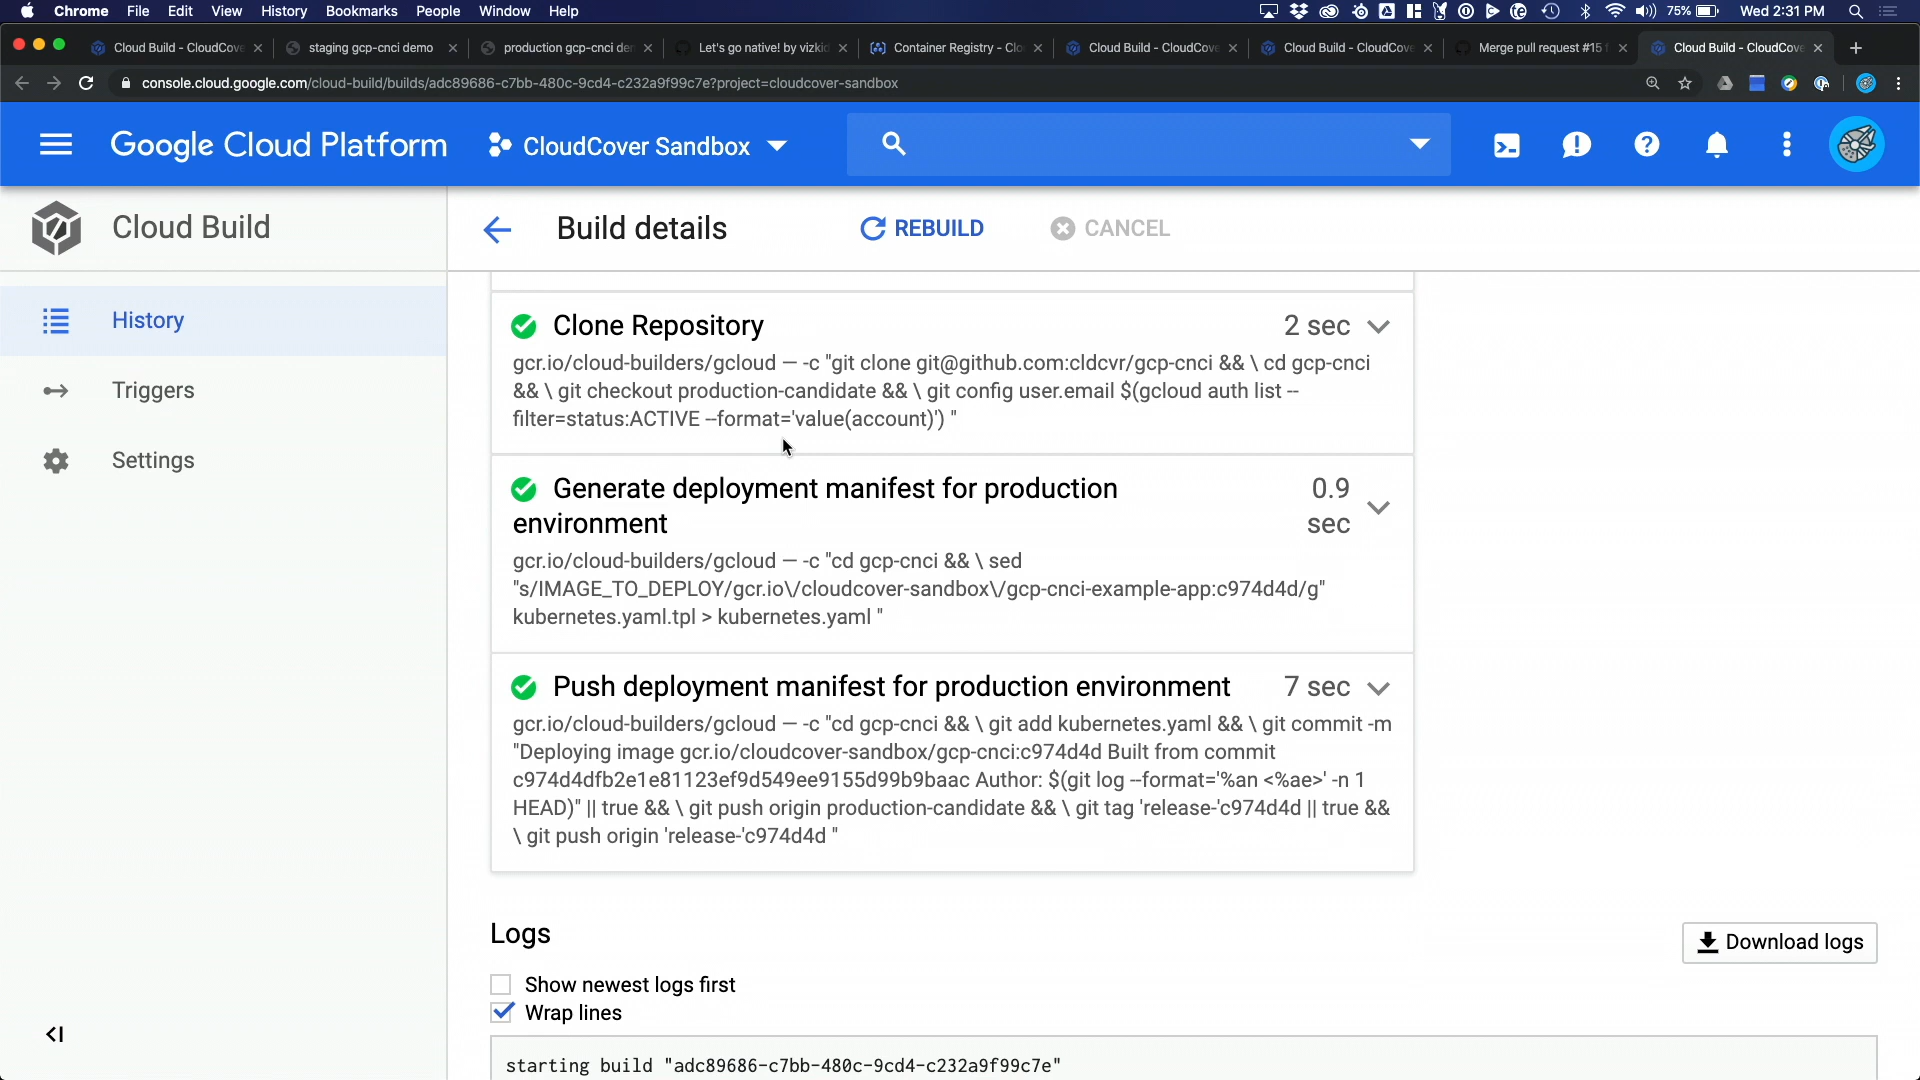 Chrome File Edit View History Bookmarks People Window Help 75% Wed 2:31 PM
Cloud Build - CloudCove staging gcp-cnci demo production gcp-cnci den Let's go native! by vizkid Container Registry - Clo Cloud Build - CloudCove Cloud Build - CloudCove Merge pull request #15 f Cloud Build - CloudCove
console.cloud.google.com/cloud-build/builds/adc89686-c7bb-480c-9cd4-c232a9f99c7e?project=cloudcover-sandbox
Google Cloud Platform CloudCover Sandbox
Cloud Build Build details REBUILD CANCEL
History
Triggers
Settings
Clone Repository 2 sec
gcr.io/cloud-builders/gcloud — -c "git clone git@github.com:cldcvr/gcp-cnci && \ cd gcp-cnci
&& \ git checkout production-candidate && \ git config user.email $(gcloud auth list --
filter=status:ACTIVE --format='value(account)') "
Generate deployment manifest for production 0.9
environment sec
gcr.io/cloud-builders/gcloud — -c "cd gcp-cnci && \ sed
"s/IMAGE_TO_DEPLOY/gcr.io\/cloudcover-sandbox\/gcp-cnci-example-app:c974d4d/g"
kubernetes.yaml.tpl > kubernetes.yaml "
Push deployment manifest for production environment 7 sec
gcr.io/cloud-builders/gcloud — -c "cd gcp-cnci && \ git add kubernetes.yaml && \ git commit -m
"Deploying image gcr.io/cloudcover-sandbox/gcp-cnci:c974d4d Built from commit
c974d4dfb2e1e81123ef9d549ee9155d99b9baac Author: $(git log --format='%an <%ae>' -n 1
HEAD)" || true && \ git push origin production-candidate && \ git tag 'release-'c974d4d || true &&
\ git push origin 'release-'c974d4d "
Logs
Download logs
Show newest logs first
Wrap lines
starting build "adc89686-c7bb-480c-9cd4-c232a9f99c7e"